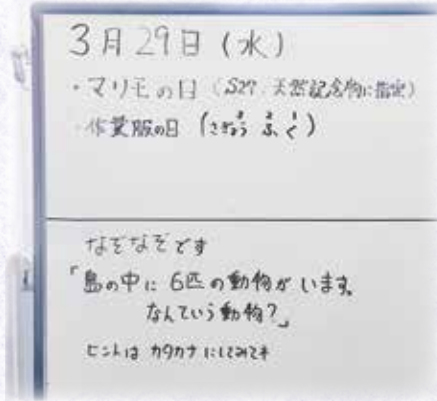 3月29日(水)
・マリモの日(S27.天然記念物に指定)
・作業服の日(さぎょう ふ く)
なぞなぞです
「島の中に 6匹の動物が います。
なんていう動物?」
ヒントは カタカナ にしてみてネ